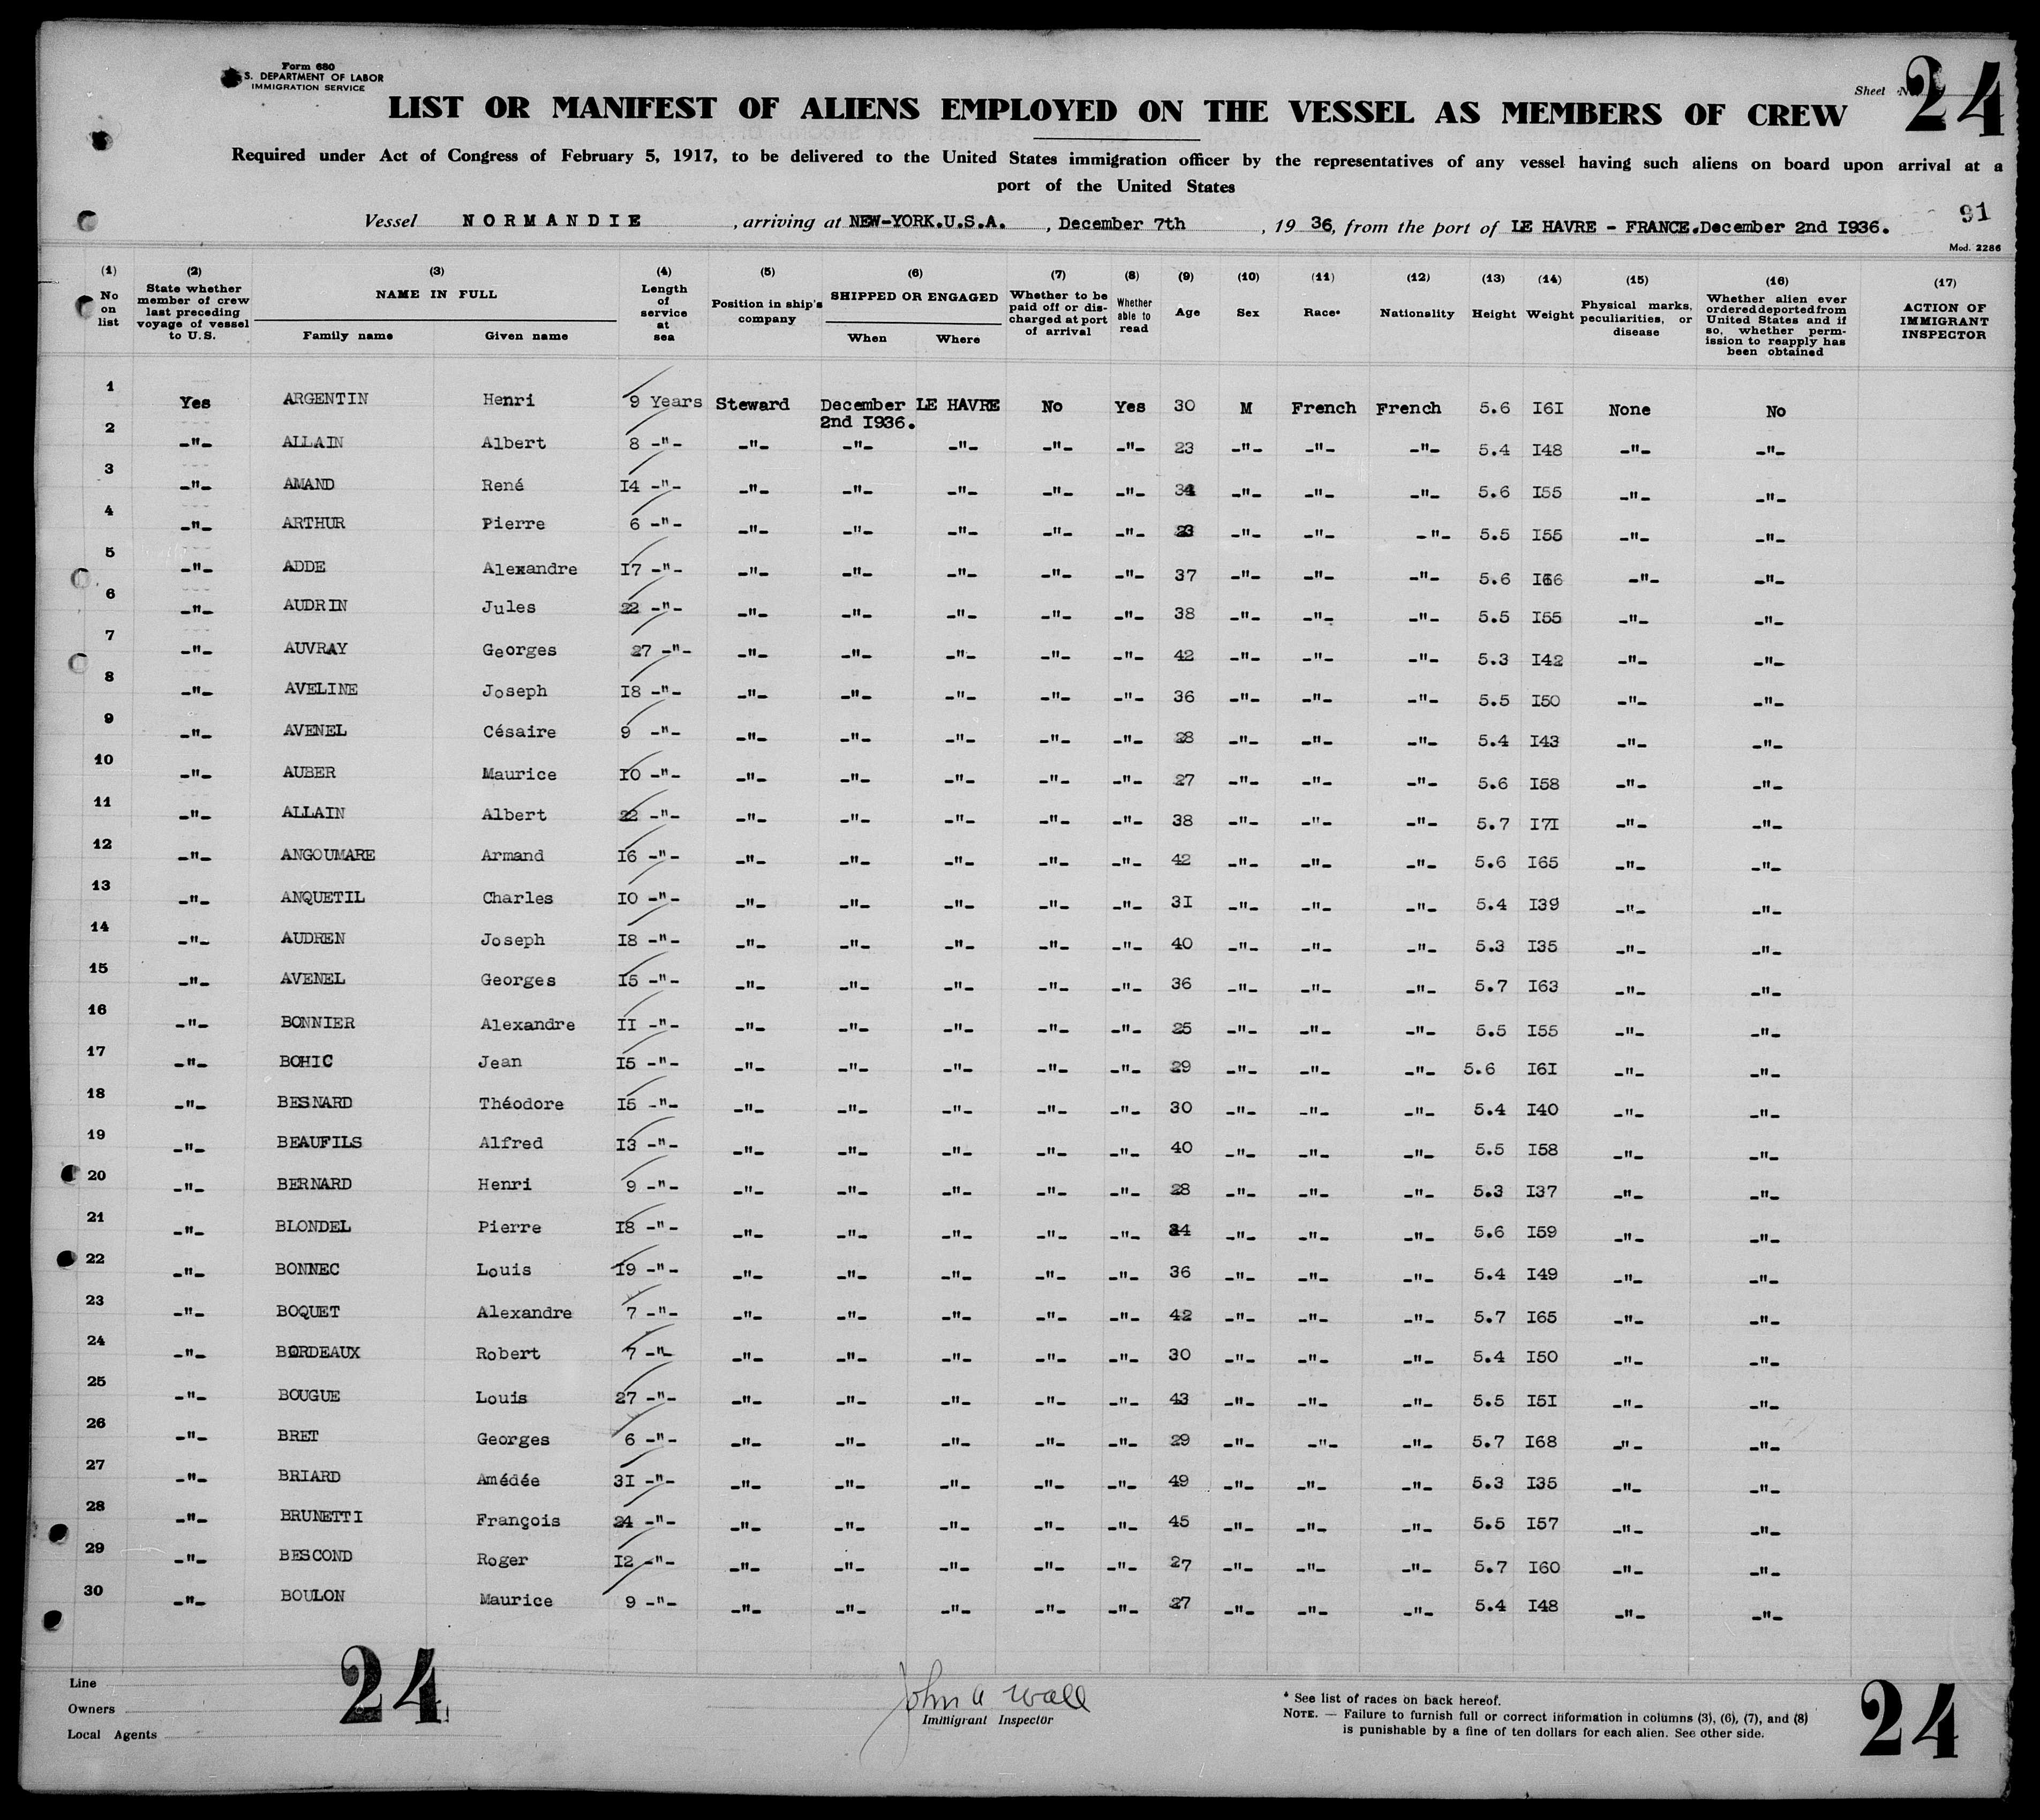 Form 680
S. DEPARTMENT OF LABOR
IMMIGRATION SERVICE
Sheet No. 24
LIST OR MANIFEST OF ALIENS EMPLOYED ON THE VESSEL AS MEMBERS OF CREW
Required under Act of Congress of February 5, 1917, to be delivered to the United States immigration officer by the representatives of any vessel having such aliens on board upon arrival at a
port of the United States
Vessel NORMANDIE, arriving at NEW-YORK.U.S.A., December 7th, 19 36, from the port of LE HAVRE - FRANCE.December 2nd I936.
91
Mod. 2286
(1) No on list (2) State whether member of crew last preceding voyage of vessel to U.S. (3) NAME IN FULL Family name Given name (4) Length of service at sea (5) Position in ship's company (6) SHIPPED OR ENGAGED When Where (7) Whether to be paid off or discharged at port of arrival (8) Whether able to read (9) Age (10) Sex (11) Race* (12) Nationality (13) Height (14) Weight (15) Physical marks, peculiarities, or disease (16) Whether alien ever ordered deported from United States and if so, whether permission to reapply has been obtained (17) ACTION OF IMMIGRANT INSPECTOR
1 Yes ARGENTIN Henri 9 Years Steward December 2nd I936. LE HAVRE No Yes 30 M French French 5.6 I6I None No
2 -"- ALLAIN Albert 8 -"- -"- -"- -"- -"- -"- 23 -"- -"- -"- 5.4 I48 -"- -"-
3 -"- AMAND René I4 -"- -"- -"- -"- -"- -"- 34 -"- -"- -"- 5.6 I55 -"- -"-
4 -"- ARTHUR Pierre 6 -"- -"- -"- -"- -"- -"- 23 -"- -"- -"- 5.5 I55 -"- -"-
5 -"- ADDE Alexandre I7 -"- -"- -"- -"- -"- -"- 37 -"- -"- -"- 5.6 I66 -"- -"-
6 -"- AUDRIN Jules 22 -"- -"- -"- -"- -"- -"- 38 -"- -"- -"- 5.5 I55 -"- -"-
7 -"- AUVRAY Georges 27 -"- -"- -"- -"- -"- -"- 42 -"- -"- -"- 5.3 I42 -"- -"-
8 -"- AVELINE Joseph I8 -"- -"- -"- -"- -"- -"- 36 -"- -"- -"- 5.5 I50 -"- -"-
9 -"- AVENEL Césaire 9 -"- -"- -"- -"- -"- -"- 28 -"- -"- -"- 5.4 I43 -"- -"-
10 -"- AUBER Maurice I0 -"- -"- -"- -"- -"- -"- 27 -"- -"- -"- 5.6 I58 -"- -"-
11 -"- ALLAIN Albert 22 -"- -"- -"- -"- -"- -"- 38 -"- -"- -"- 5.7 I7I -"- -"-
12 -"- ANGOUMARE Armand I6 -"- -"- -"- -"- -"- -"- 42 -"- -"- -"- 5.6 I65 -"- -"-
13 -"- ANQUETIL Charles I0 -"- -"- -"- -"- -"- -"- 3I -"- -"- -"- 5.4 I39 -"- -"-
14 -"- AUDREN Joseph I8 -"- -"- -"- -"- -"- -"- 40 -"- -"- -"- 5.3 I35 -"- -"-
15 -"- AVENEL Georges I5 -"- -"- -"- -"- -"- -"- 36 -"- -"- -"- 5.7 I63 -"- -"-
16 -"- BONNIER Alexandre II -"- -"- -"- -"- -"- -"- 25 -"- -"- -"- 5.5 I55 -"- -"-
17 -"- BOHIC Jean I5 -"- -"- -"- -"- -"- -"- 29 -"- -"- -"- 5.6 I6I -"- -"-
18 -"- BESNARD Théodore I5 -"- -"- -"- -"- -"- -"- 30 -"- -"- -"- 5.4 I40 -"- -"-
19 -"- BEAUFILS Alfred I3 -"- -"- -"- -"- -"- -"- 40 -"- -"- -"- 5.5 I58 -"- -"-
20 -"- BERNARD Henri 9 -"- -"- -"- -"- -"- -"- 28 -"- -"- -"- 5.3 I37 -"- -"-
21 -"- BLONDEL Pierre I8 -"- -"- -"- -"- -"- -"- 34 -"- -"- -"- 5.6 I59 -"- -"-
22 -"- BONNEC Louis I9 -"- -"- -"- -"- -"- -"- 36 -"- -"- -"- 5.4 I49 -"- -"-
23 -"- BOQUET Alexandre 7 -"- -"- -"- -"- -"- -"- 42 -"- -"- -"- 5.7 I65 -"- -"-
24 -"- BORDEAUX Robert 7 -"- -"- -"- -"- -"- -"- 30 -"- -"- -"- 5.4 I50 -"- -"-
25 -"- BOUGUE Louis 27 -"- -"- -"- -"- -"- -"- 43 -"- -"- -"- 5.5 I5I -"- -"-
26 -"- BRET Georges 6 -"- -"- -"- -"- -"- -"- 29 -"- -"- -"- 5.7 I68 -"- -"-
27 -"- BRIARD Amédée 3I -"- -"- -"- -"- -"- -"- 49 -"- -"- -"- 5.3 I35 -"- -"-
28 -"- BRUNETTI François 24 -"- -"- -"- -"- -"- -"- 45 -"- -"- -"- 5.5 I57 -"- -"-
29 -"- BESCOND Roger I2 -"- -"- -"- -"- -"- -"- 27 -"- -"- -"- 5.7 I60 -"- -"-
30 -"- BOULON Maurice 9 -"- -"- -"- -"- -"- -"- 27 -"- -"- -"- 5.4 I48 -"- -"-
Line
Owners
Local Agents
24
John A Wall
Immigrant Inspector
* See list of races on back hereof.
NOTE. — Failure to furnish full or correct information in columns (3), (6), (7), and (8)
is punishable by a fine of ten dollars for each alien. See other side.
24